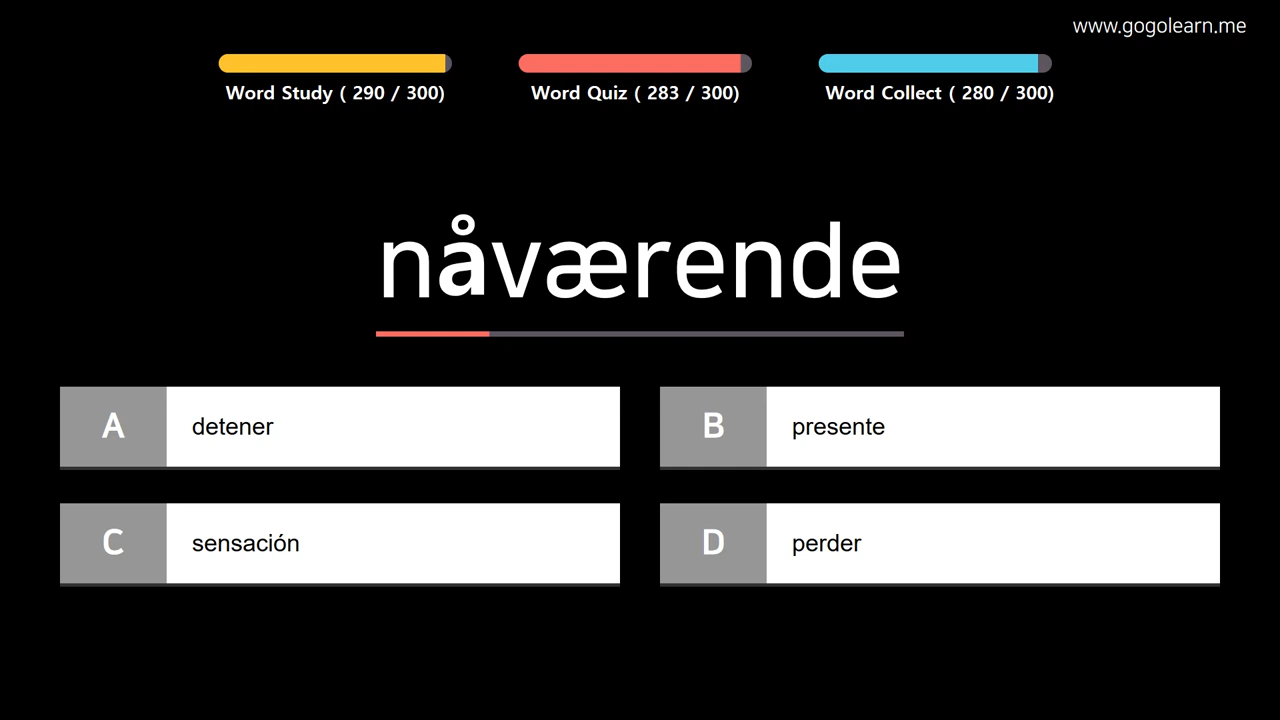 www.gogolearn.me
Word Study ( 290 / 300)
Word Quiz ( 283 / 300)
Word Collect ( 280 / 300)
nåværende
A detener
B presente
C sensación
D perder